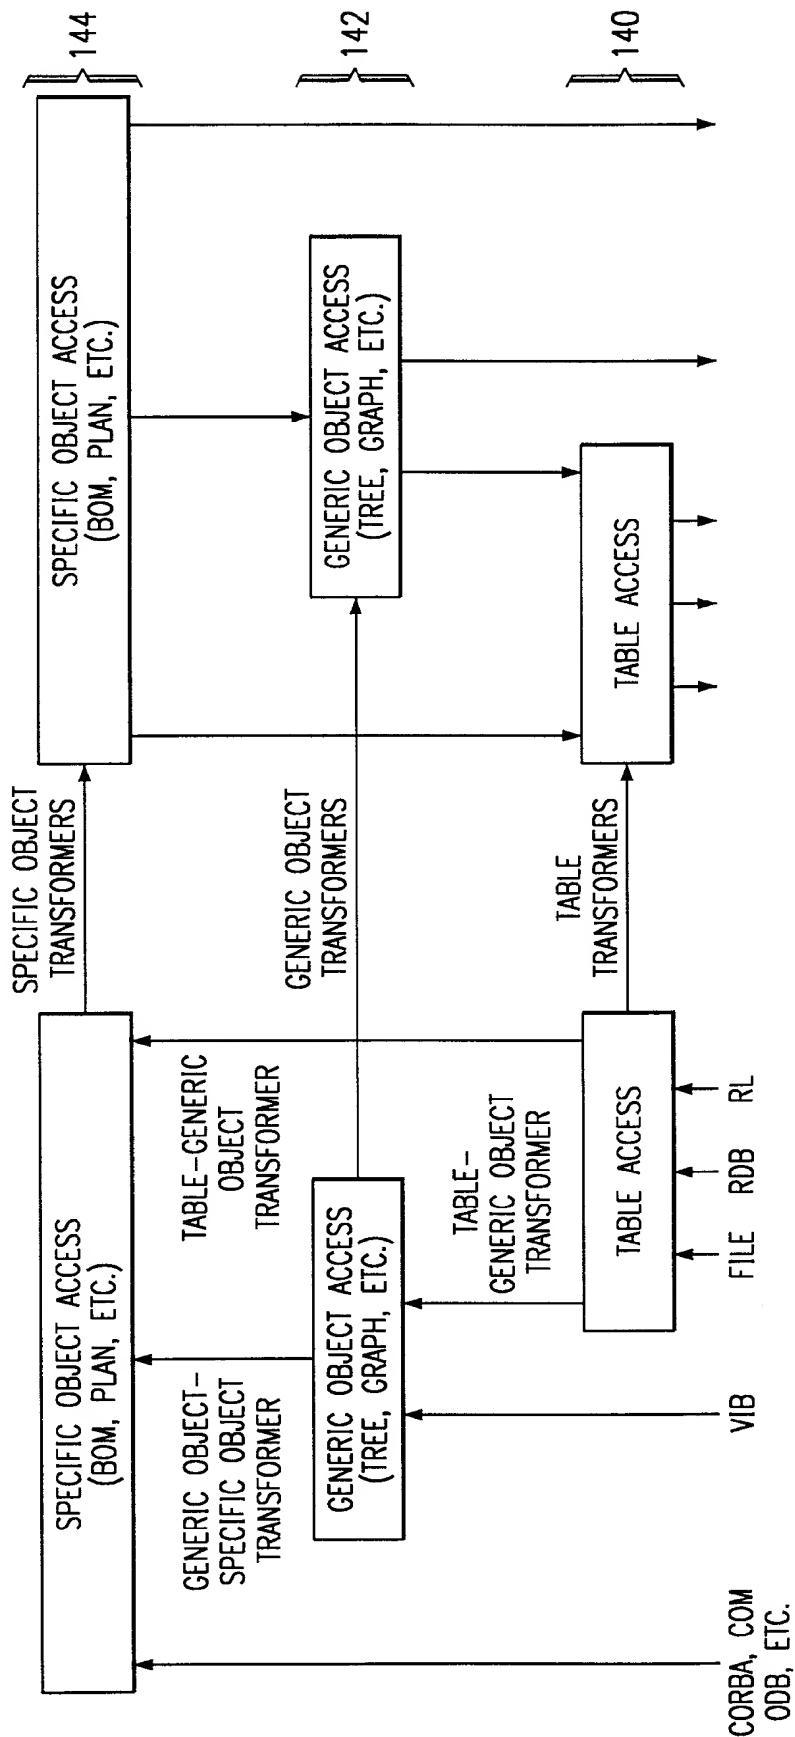 SPECIFIC OBJECT ACCESS
(BOM, PLAN, ETC.)
SPECIFIC OBJECT
TRANSFORMERS
SPECIFIC OBJECT ACCESS
(BOM, PLAN, ETC.)
144
GENERIC OBJECT-
SPECIFIC OBJECT
TRANSFORMER
TABLE-GENERIC
OBJECT
TRANSFORMER
GENERIC OBJECT ACCESS
(TREE, GRAPH, ETC.)
GENERIC OBJECT
TRANSFORMERS
GENERIC OBJECT ACCESS
(TREE, GRAPH, ETC.)
142
TABLE-
GENERIC OBJECT
TRANSFORMER
TABLE ACCESS
TABLE
TRANSFORMERS
TABLE ACCESS
140
CORBA, COM
ODB, ETC.
VIB
FILE
RDB
RL